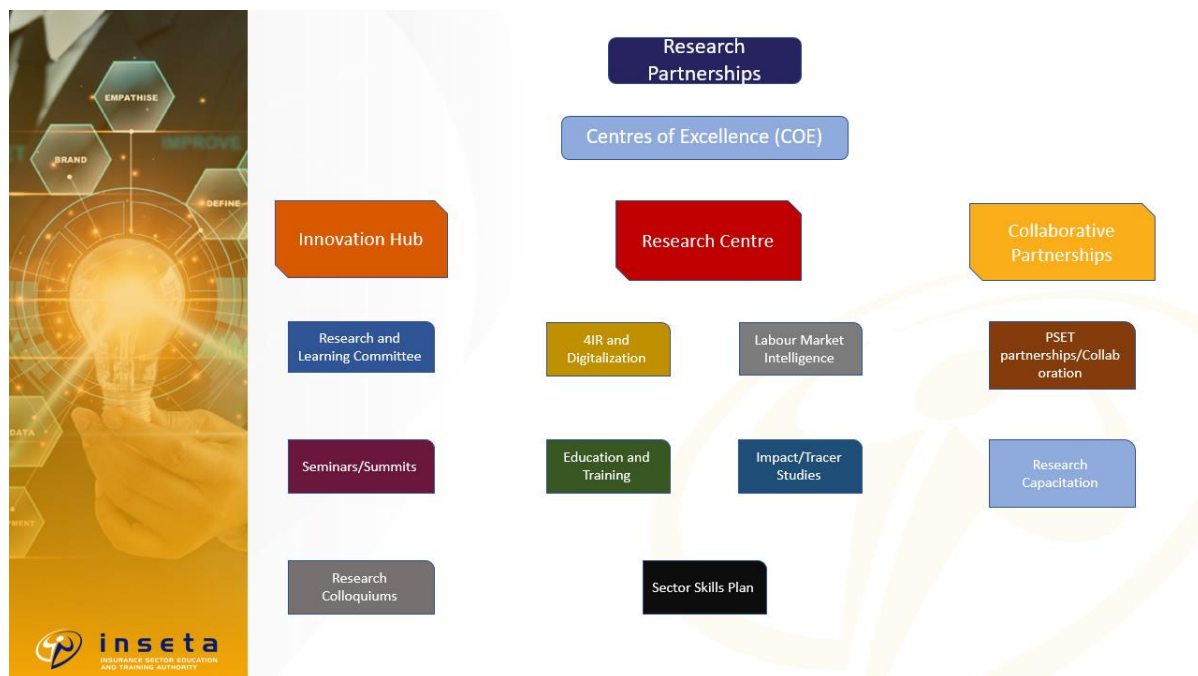 Research
Partnerships
Centres of Excellence (COE)
Innovation Hub
Research Centre
Collaborative
Partnerships
Research and
Learning Committee
4IR and
Digitalization
Labour Market
Intelligence
PSET
partnerships/Collab
oration
Seminars/Summits
Education and
Training
Impact/Tracer
Studies
Research
Capacitation
Research
Colloquiums
Sector Skills Plan
EMPATHISE
IMPROVE
BRAND
DEFINE
DATA
inseta
INSURANCE SECTOR EDUCATION
AND TRAINING AUTHORITY